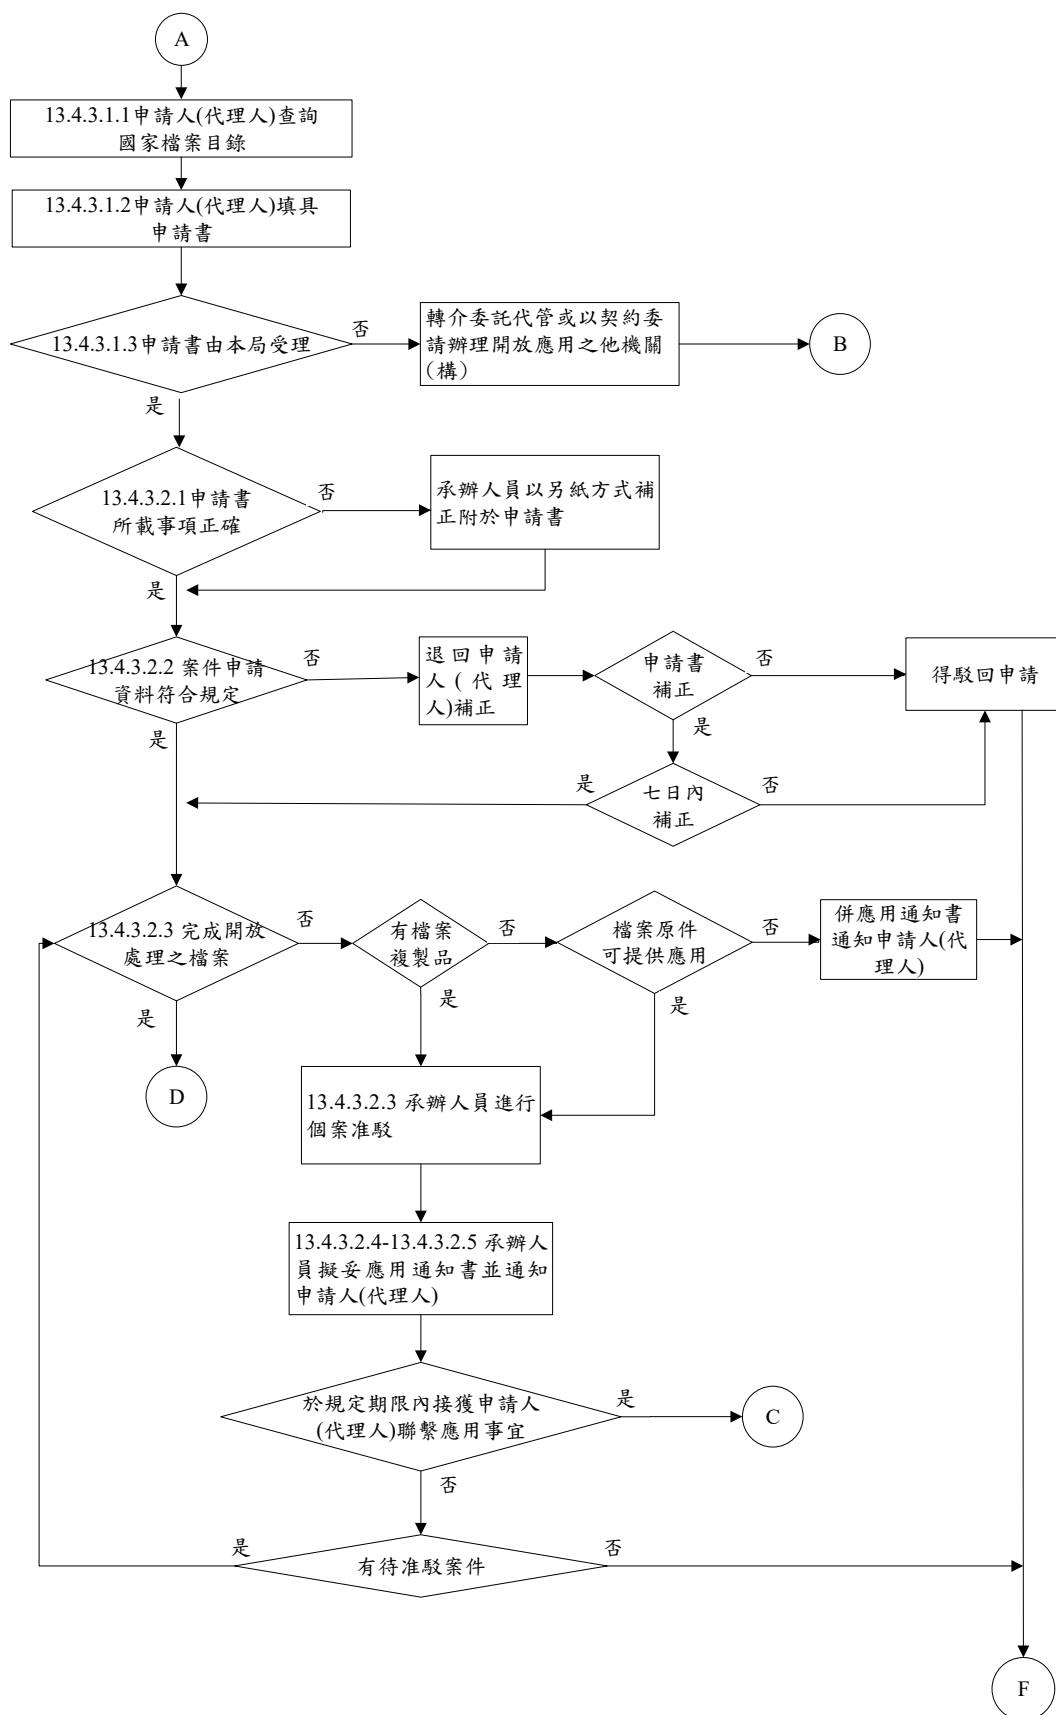 A
13.4.3.1.1申請人(代理人)查詢
國家檔案目錄
13.4.3.1.2申請人(代理人)填具
申請書
13.4.3.1.3申請書由本局受理
否
轉介委託代管或以契約委
請辦理開放應用之他機關
（構）
B
是
13.4.3.2.1申請書
所載事項正確
否
承辦人員以另紙方式補
正附於申請書
是
13.4.3.2.2 案件申請
資料符合規定
否
退回申請
人(代理
人)補正
申請書
補正
否
得駁回申請
是
是
七日內
補正
是
否
13.4.3.2.3 完成開放
處理之檔案
否
有檔案
複製品
否
檔案原件
可提供應用
否
併應用通知書
通知申請人(代
理人)
是
是
是
D
13.4.3.2.3 承辦人員進行
個案准駁
13.4.3.2.4-13.4.3.2.5 承辦人
員擬妥應用通知書並通知
申請人(代理人)
於規定期限內接獲申請人
(代理人)聯繫應用事宜
是
C
否
是
有待准駁案件
否
F